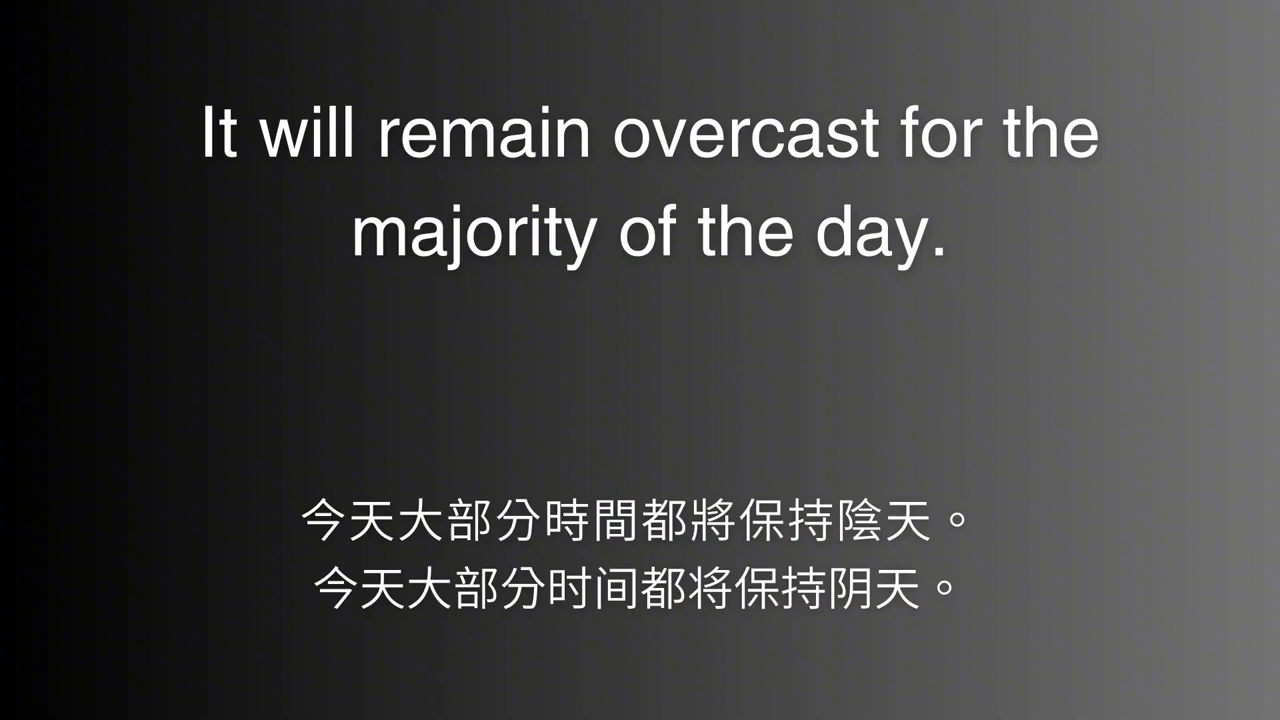 It will remain overcast for the
majority of the day.
今天大部分時間都將保持陰天。
今天大部分时间都将保持阴天。